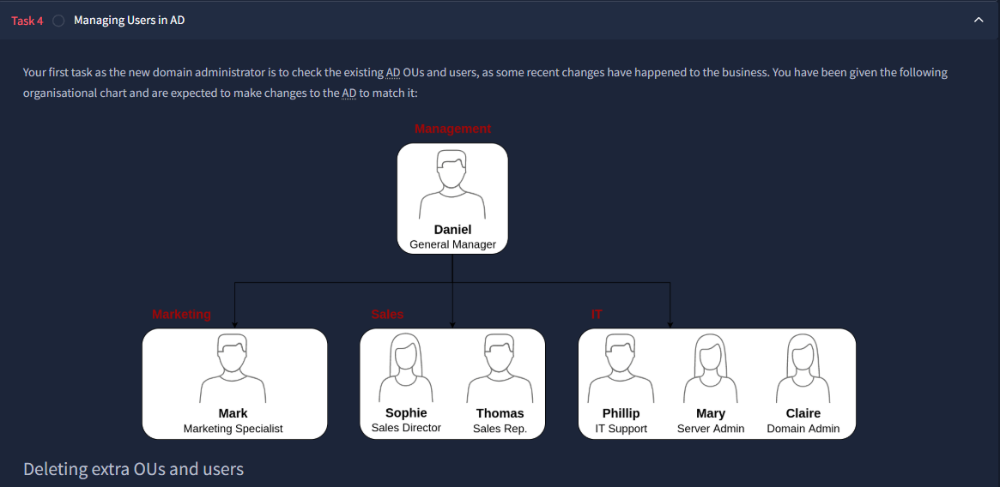 Task 4 Managing Users in AD
Your first task as the new domain administrator is to check the existing AD OUs and users, as some recent changes have happened to the business. You have been given the following
organisational chart and are expected to make changes to the AD to match it:
Management
Daniel
General Manager
Marketing
Sales
IT
Mark
Marketing Specialist
Sophie
Sales Director
Thomas
Sales Rep.
Phillip
IT Support
Mary
Server Admin
Claire
Domain Admin
Deleting extra OUs and users